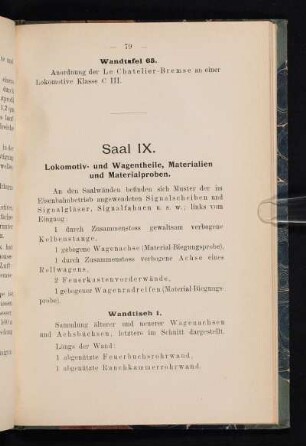 — 79 —
Wandtafel 65.
Anordnung der Le Chatelier-Bremse an einer
Lokomotive Klasse C III.
Saal IX.
Lokomotiv- und Wagentheile, Materialien
und Materialproben.
An den Saalwänden befinden sich Muster der im
Eisenbahnbetrieb angewendeten Signalscheiben und
Signalgläser, Signalfahnen u. s. w.; links vom
Eingang:
1 durch Zusammenstoss gewaltsam verbogene
Kolbenstange.
1 gebogene Wagenachse (Material-Biegungsprobe).
1 durch Zusammenstoss verbogene Achse eines
Rollwagens,
2 Feuerkastenvorderwände,
1 gebogener Wagenradreifen (Material-Biegungs-
probe).
Wandtisch 1.
Sammlung älterer und neuerer Wagenachsen
und Achsbüchsen, letztere im Schnitt dargestellt.
Längs der Wand:
1 abgenützte Feuerbuchsrohrwand,
1 abgenützte Rauchkammerrohrwand.